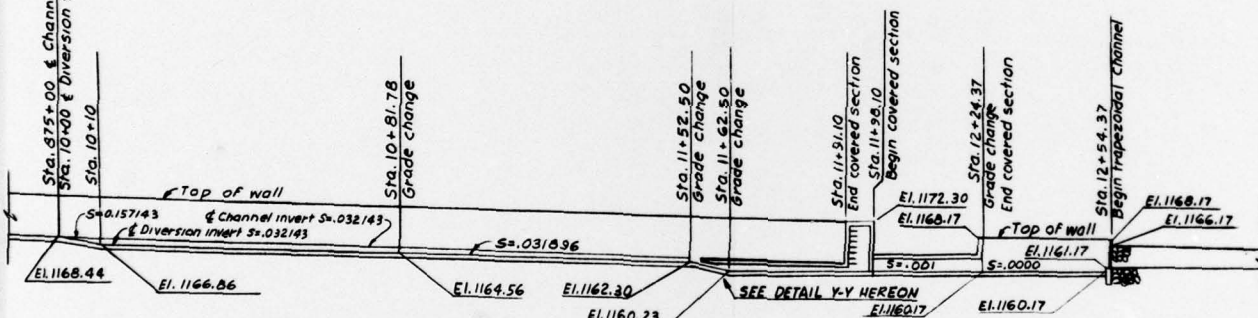 Sta. 875+00 ⅊ Chann
Sta. 10+00 ⅊ Diversion
Sta. 10+10
Sta. 10+81.78
Grade change
Sta. 11+52.50
Grade change
Sta. 11+62.50
Grade change
Sta. 11+91.10
End covered section
Sta. 11+98.10
Begin covered section
Sta. 12+24.37
Grade change
End covered section
Sta. 12+54.37
Begin trapezoidal Channel
Top of wall
El. 1172.30
El. 1168.17
Top of wall
El. 1168.17
El. 1166.17
S=0.157143
⅊ Channel invert S=.032143
⅊ Diversion invert S=.032143
S=.031896
S=.001
S=.0000
El. 1161.17
El. 1168.44
El. 1166.86
El. 1164.56
El. 1162.30
SEE DETAIL Y-Y HEREON
El. 1160.17
El. 1160.17
El. 1160.23